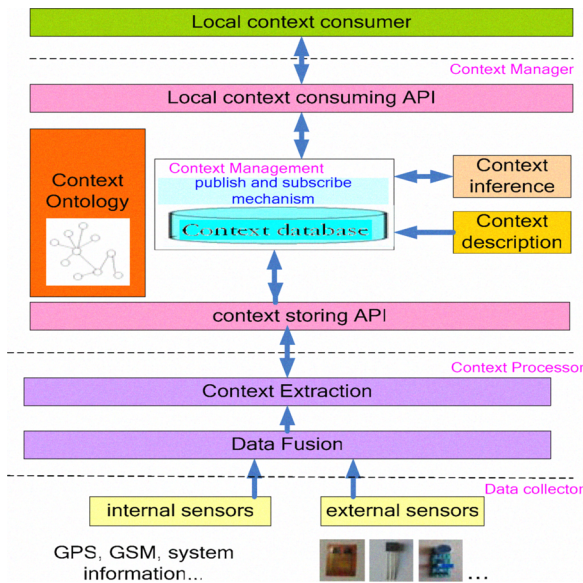 Local context consumer
Context Manager
Local context consuming API
Context
Ontology
Context Management
publish and subscribe
mechanism
Context database
Context
inference
Context
description
context storing API
Context Processor
Context Extraction
Data Fusion
Data collector
internal sensors
external sensors
GPS, GSM, system
information...
...